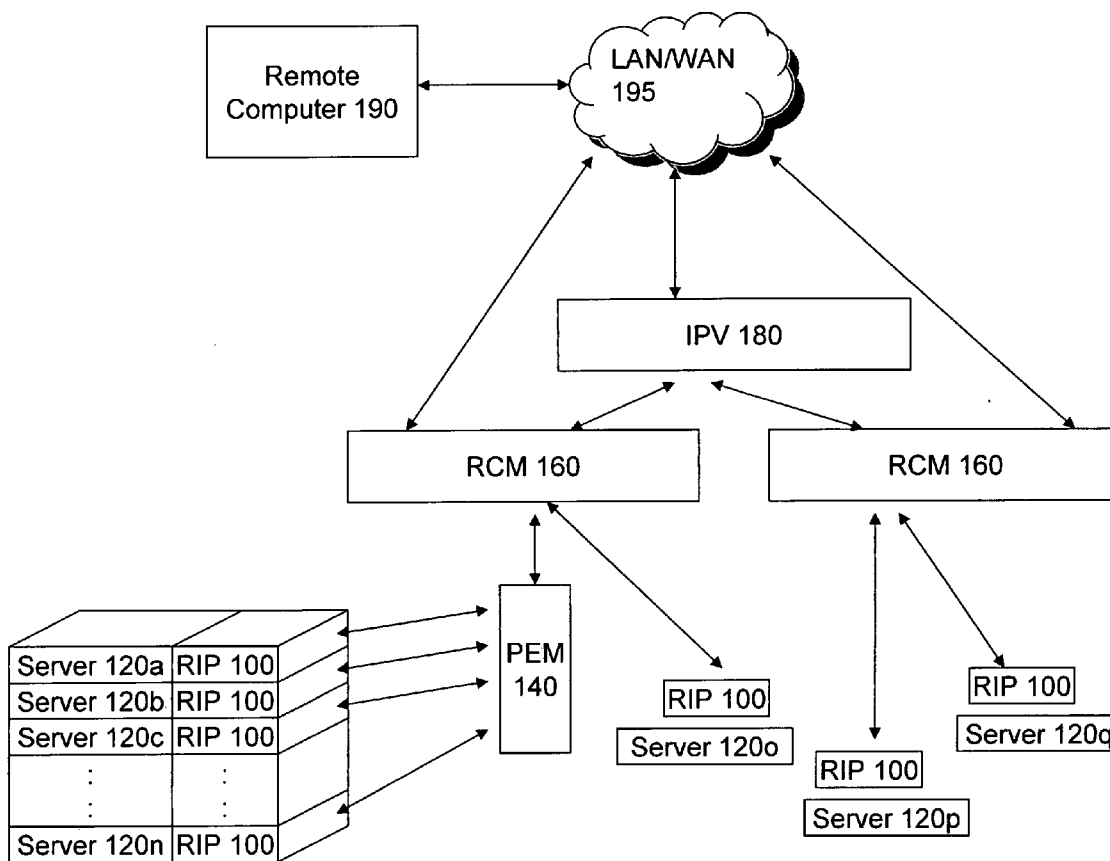 Remote
Computer 190
LAN/WAN
195
IPV 180
RCM 160
RCM 160
PEM
140
Server 120a RIP 100
Server 120b RIP 100
Server 120c RIP 100
Server 120n RIP 100
RIP 100
Server 120o
RIP 100
Server 120p
RIP 100
Server 120q